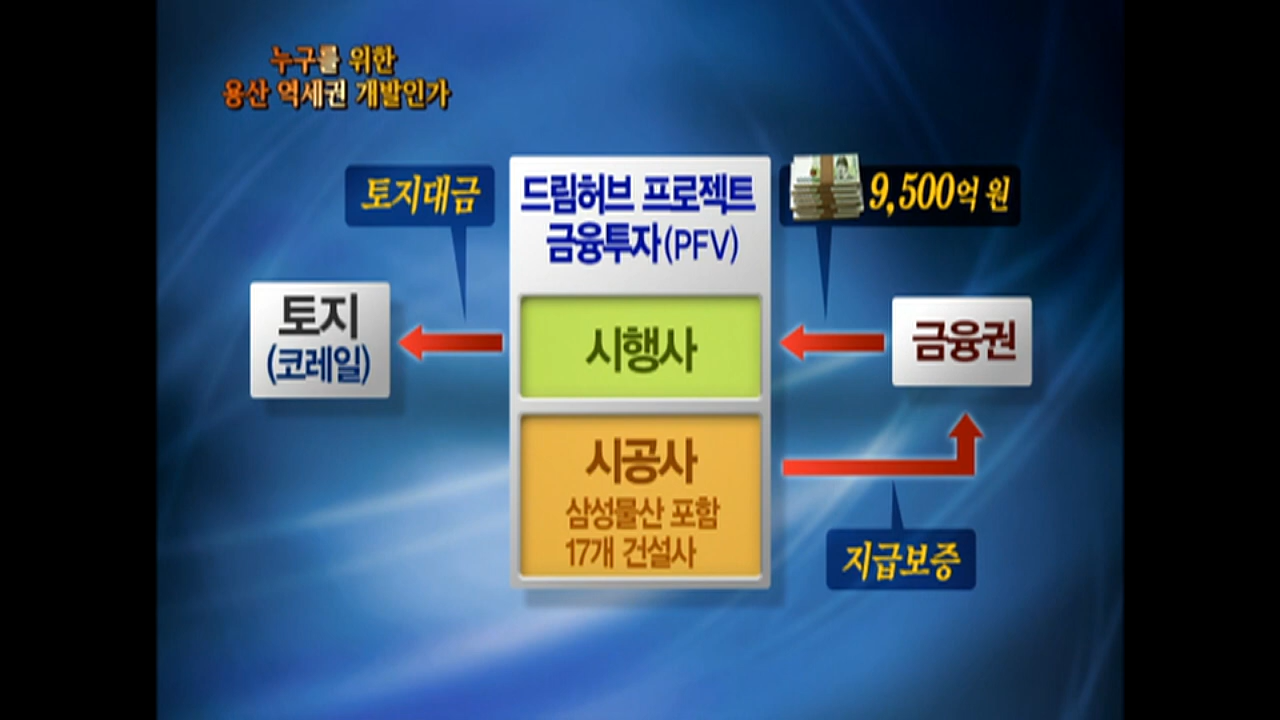 누구를 위한
용산 역세권 개발인가
토지대금
드림허브 프로젝트
금융투자(PFV)
9,500억 원
토지
(코레일)
시행사
금융권
시공사
삼성물산 포함
17개 건설사
지급보증